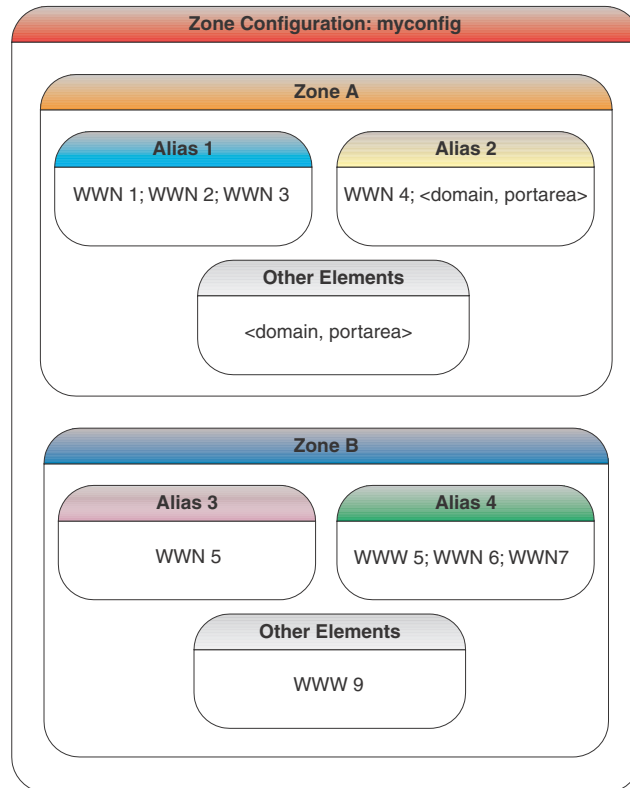 Zone Configuration: myconfig
Zone A
Alias 1
WWN 1; WWN 2; WWN 3
Alias 2
WWN 4; <domain, portarea>
Other Elements
<domain, portarea>
Zone B
Alias 3
WWN 5
Alias 4
WWW 5; WWN 6; WWN7
Other Elements
WWW 9